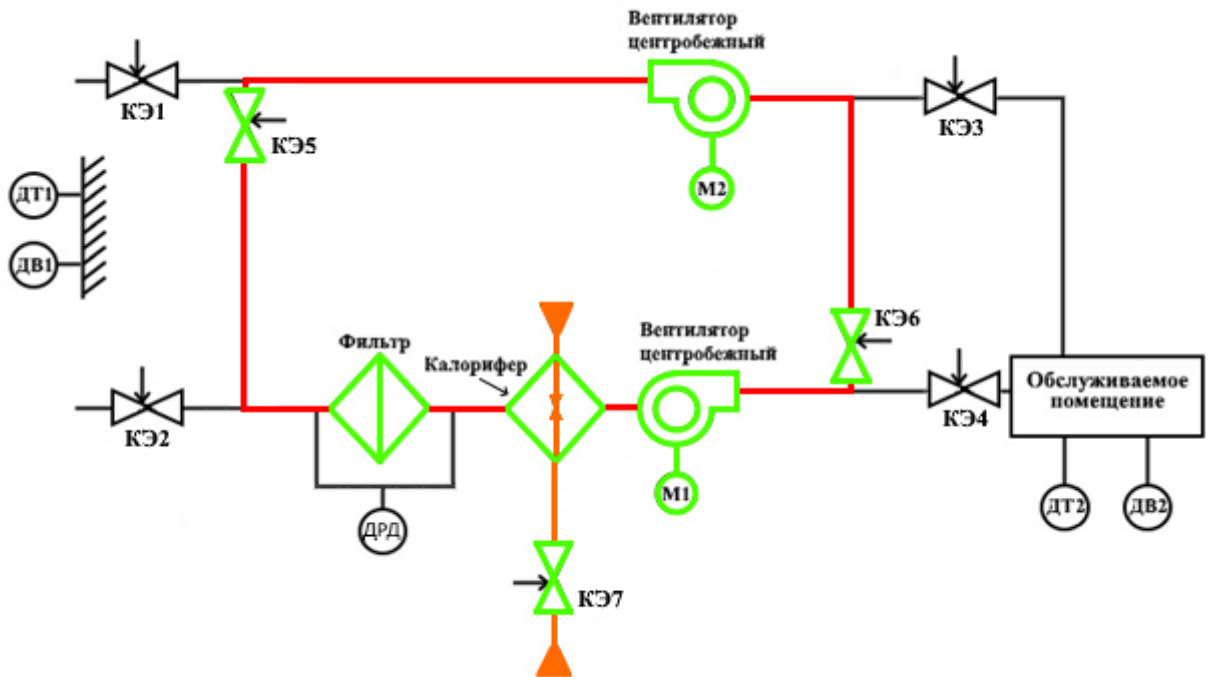 Вентилятор
центробежный
КЭ1
КЭ3
КЭ5
ДТ1
М2
ДВ1
КЭ6
Вентилятор
центробежный
Фильтр
Калорифер
Обслуживаемое
помещение
КЭ2
КЭ4
М1
ДТ2
ДВ2
ДРД
КЭ7